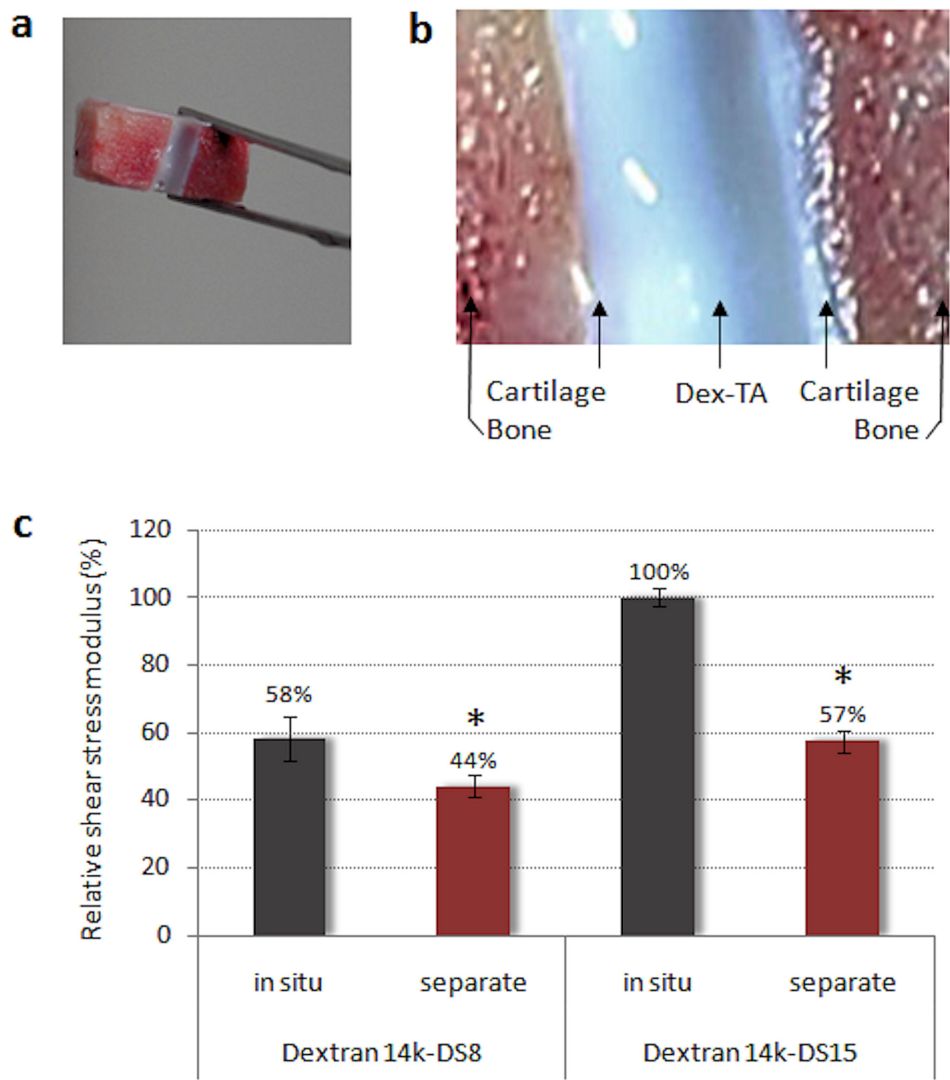 a
b
Cartilage Dex-TA Cartilage
Bone Bone
c
Relative shear stress modulus (%)
120
100
80
60
40
20
0
58%
*
44%
100%
*
57%
in situ separate in situ separate
Dextran 14k-DS8 Dextran 14k-DS15